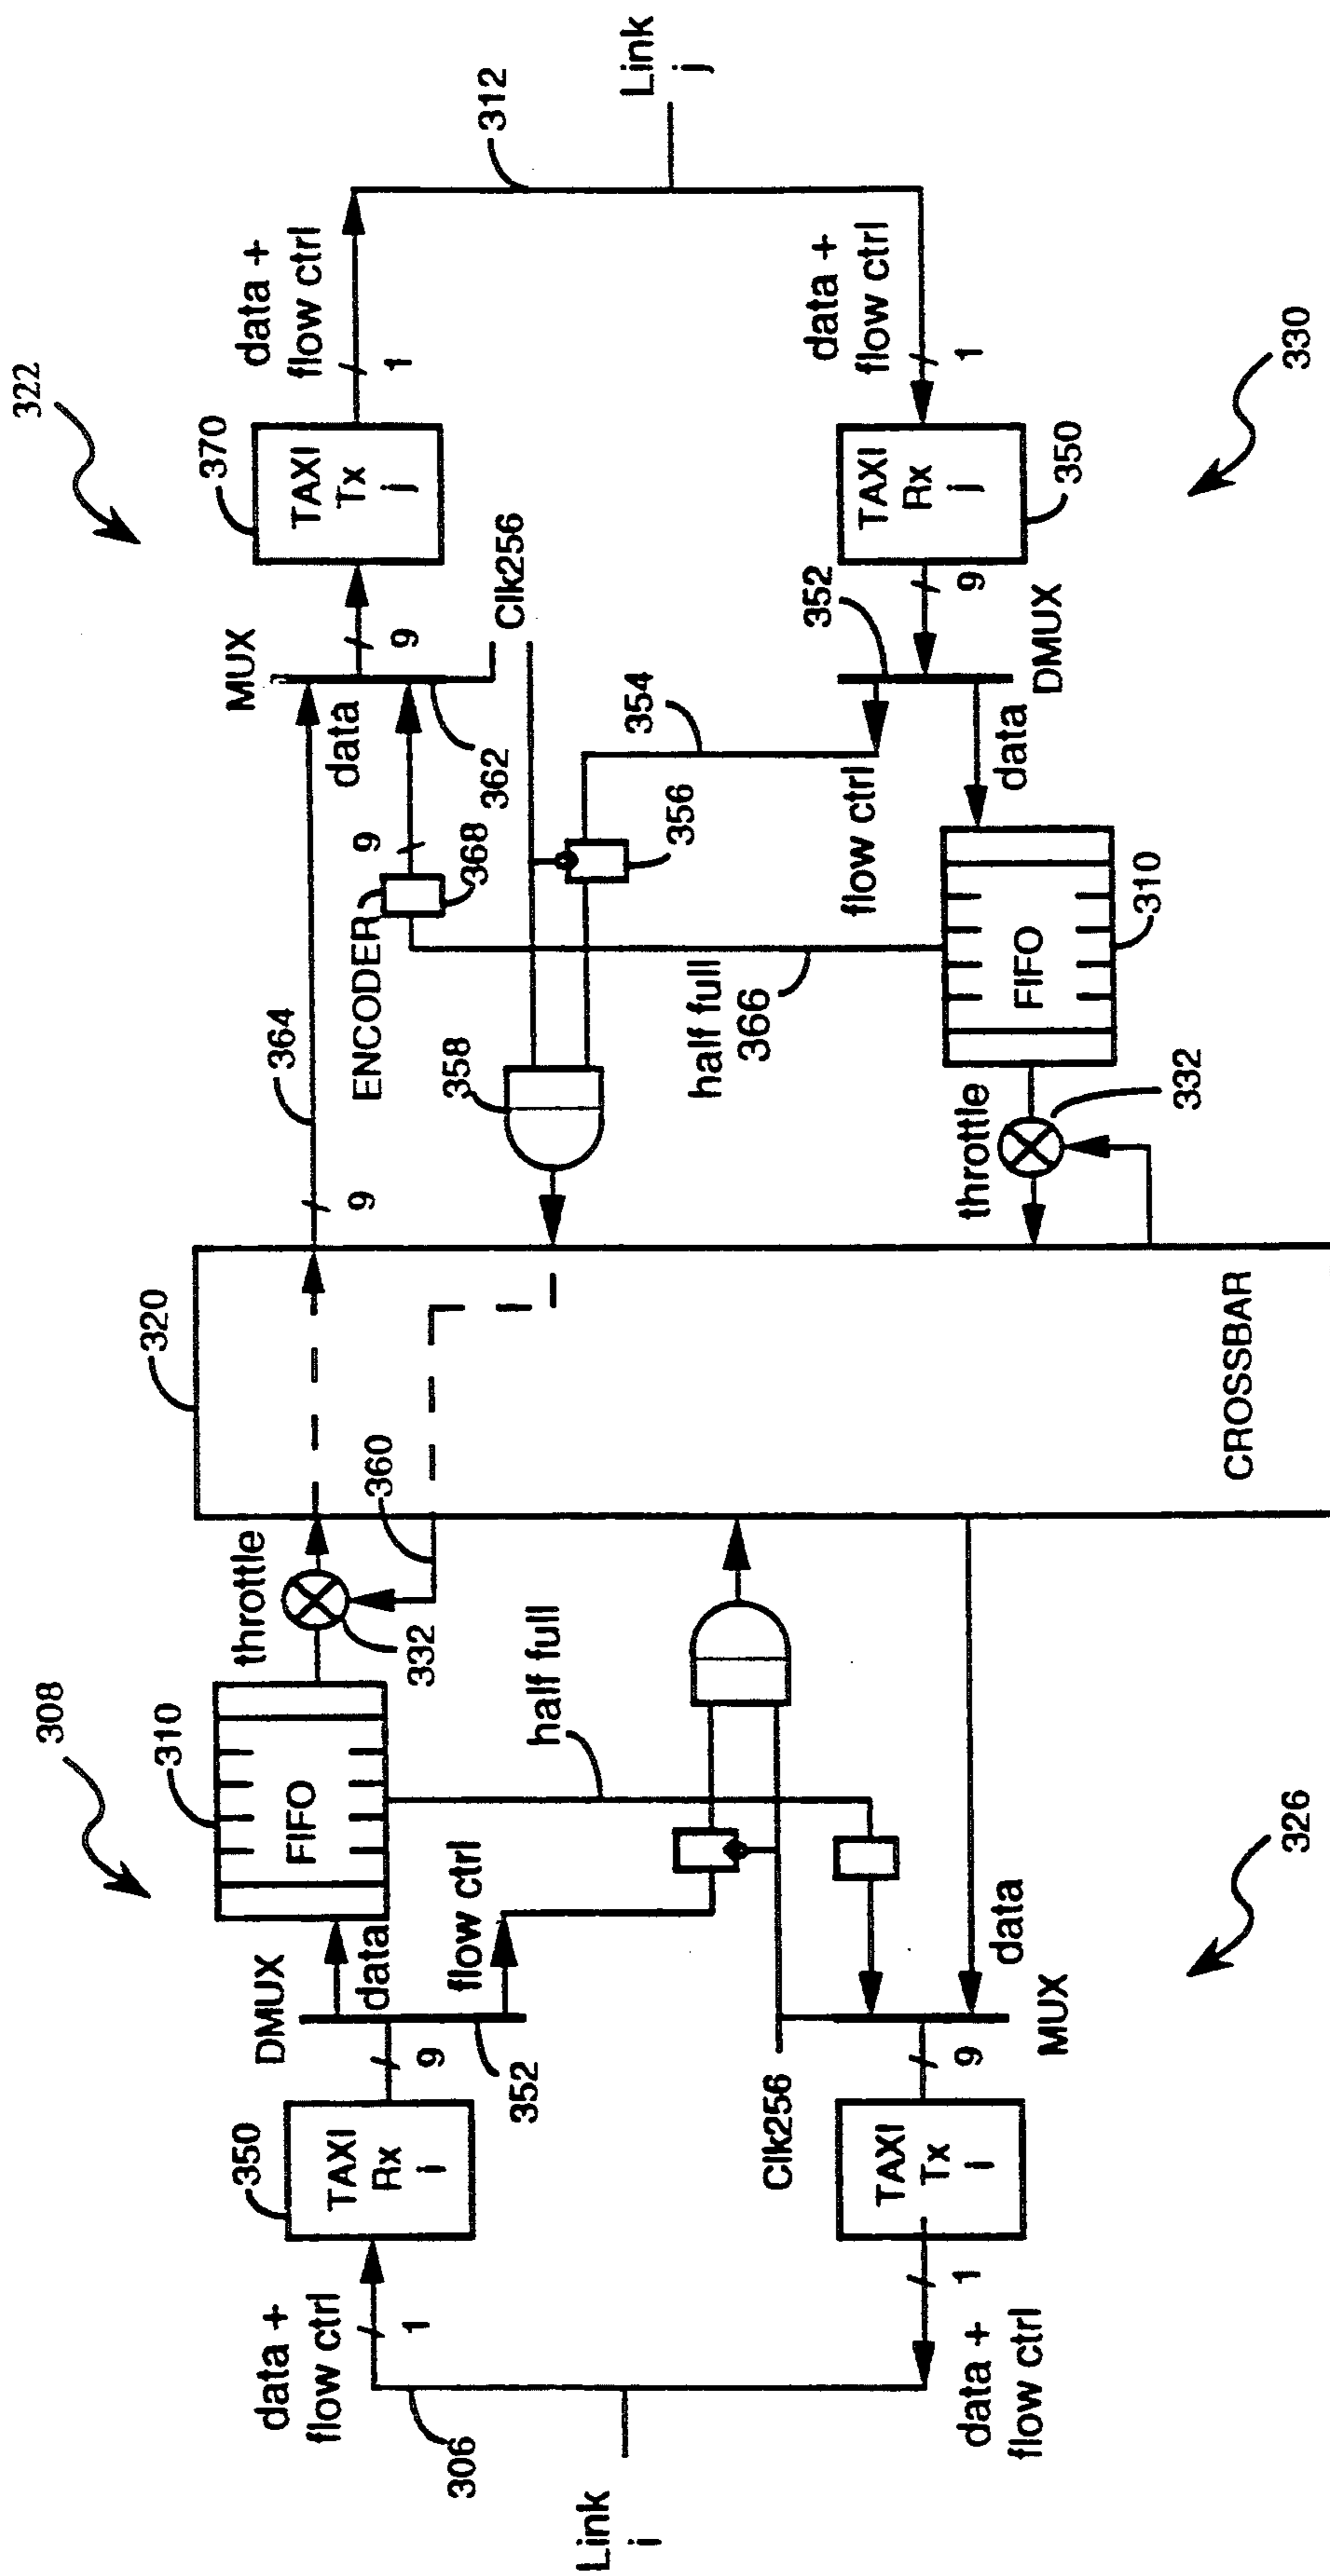 308
322
310
320
364
370
350
DMUX
throttle
MUX
data +
flow ctrl
1
TAXI
Rx
i
9
data
FIFO
332
360
9
data
9
TAXI
Tx
j
9
data +
flow ctrl
1
352
306
flow ctrl
half full
ENCODER
368
362
Clk256
312
358
356
354
Link
i
Link
j
Clk256
half full
366
flow ctrl
352
data +
flow ctrl
1
TAXI
Tx
i
9
data
MUX
throttle
FIFO
data
DMUX
9
TAXI
Rx
j
350
1
data +
flow ctrl
332
310
CROSSBAR
326
330